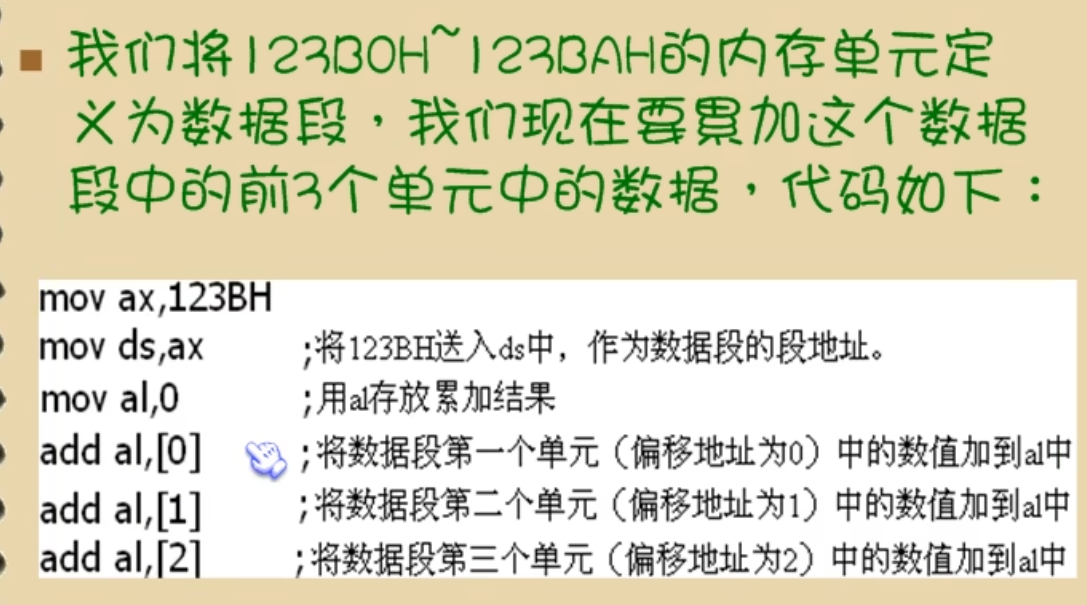 我们将123B0H~123BAH的内存单元定
义为数据段，我们现在要累加这个数据
段中的前3个单元中的数据，代码如下：
mov ax,123BH
mov ds,ax ;将123BH送入ds中，作为数据段的段地址。
mov al,0 ;用al存放累加结果
add al,[0] ;将数据段第一个单元（偏移地址为0）中的数值加到al中
add al,[1] ;将数据段第二个单元（偏移地址为1）中的数值加到al中
add al,[2] ;将数据段第三个单元（偏移地址为2）中的数值加到al中